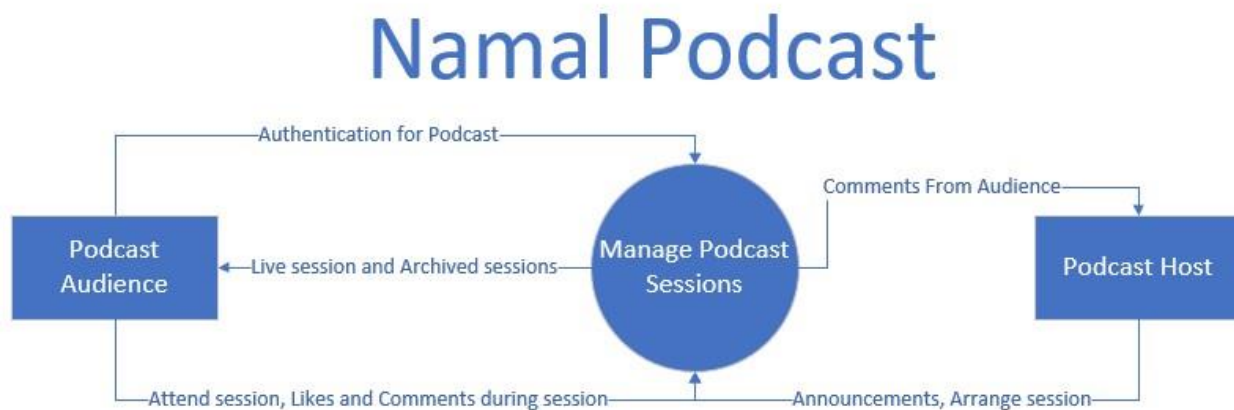 Namal Podcast
Authentication for Podcast
Comments From Audience
Podcast
Audience
Live session and Archived sessions
Manage Podcast
Sessions
Podcast Host
Attend session, Likes and Comments during session
Announcements, Arrange session